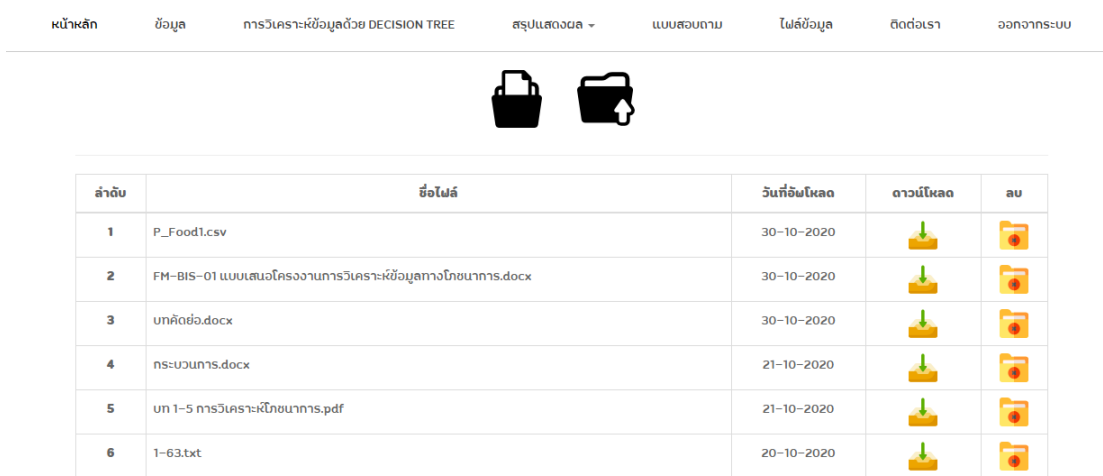 หน้าหลัก ข้อมูล การวิเคราะห์ข้อมูลด้วย DECISION TREE สรุปแสดงผล แบบสอบถาม ไฟล์ข้อมูล ติดต่อเรา ออกจากระบบ
ลำดับ ชื่อไฟล์ วันที่อัพโหลด ดาวน์โหลด ลบ
1 P_Food1.csv 30-10-2020
2 FM-BIS-01 แบบเสนอโครงงานการวิเคราะห์ข้อมูลทางโภชนาการ.docx 30-10-2020
3 บทคัดย่อ.docx 30-10-2020
4 กระบวนการ.docx 21-10-2020
5 บท 1-5 การวิเคราะห์โภชนาการ.pdf 21-10-2020
6 1-63.txt 20-10-2020